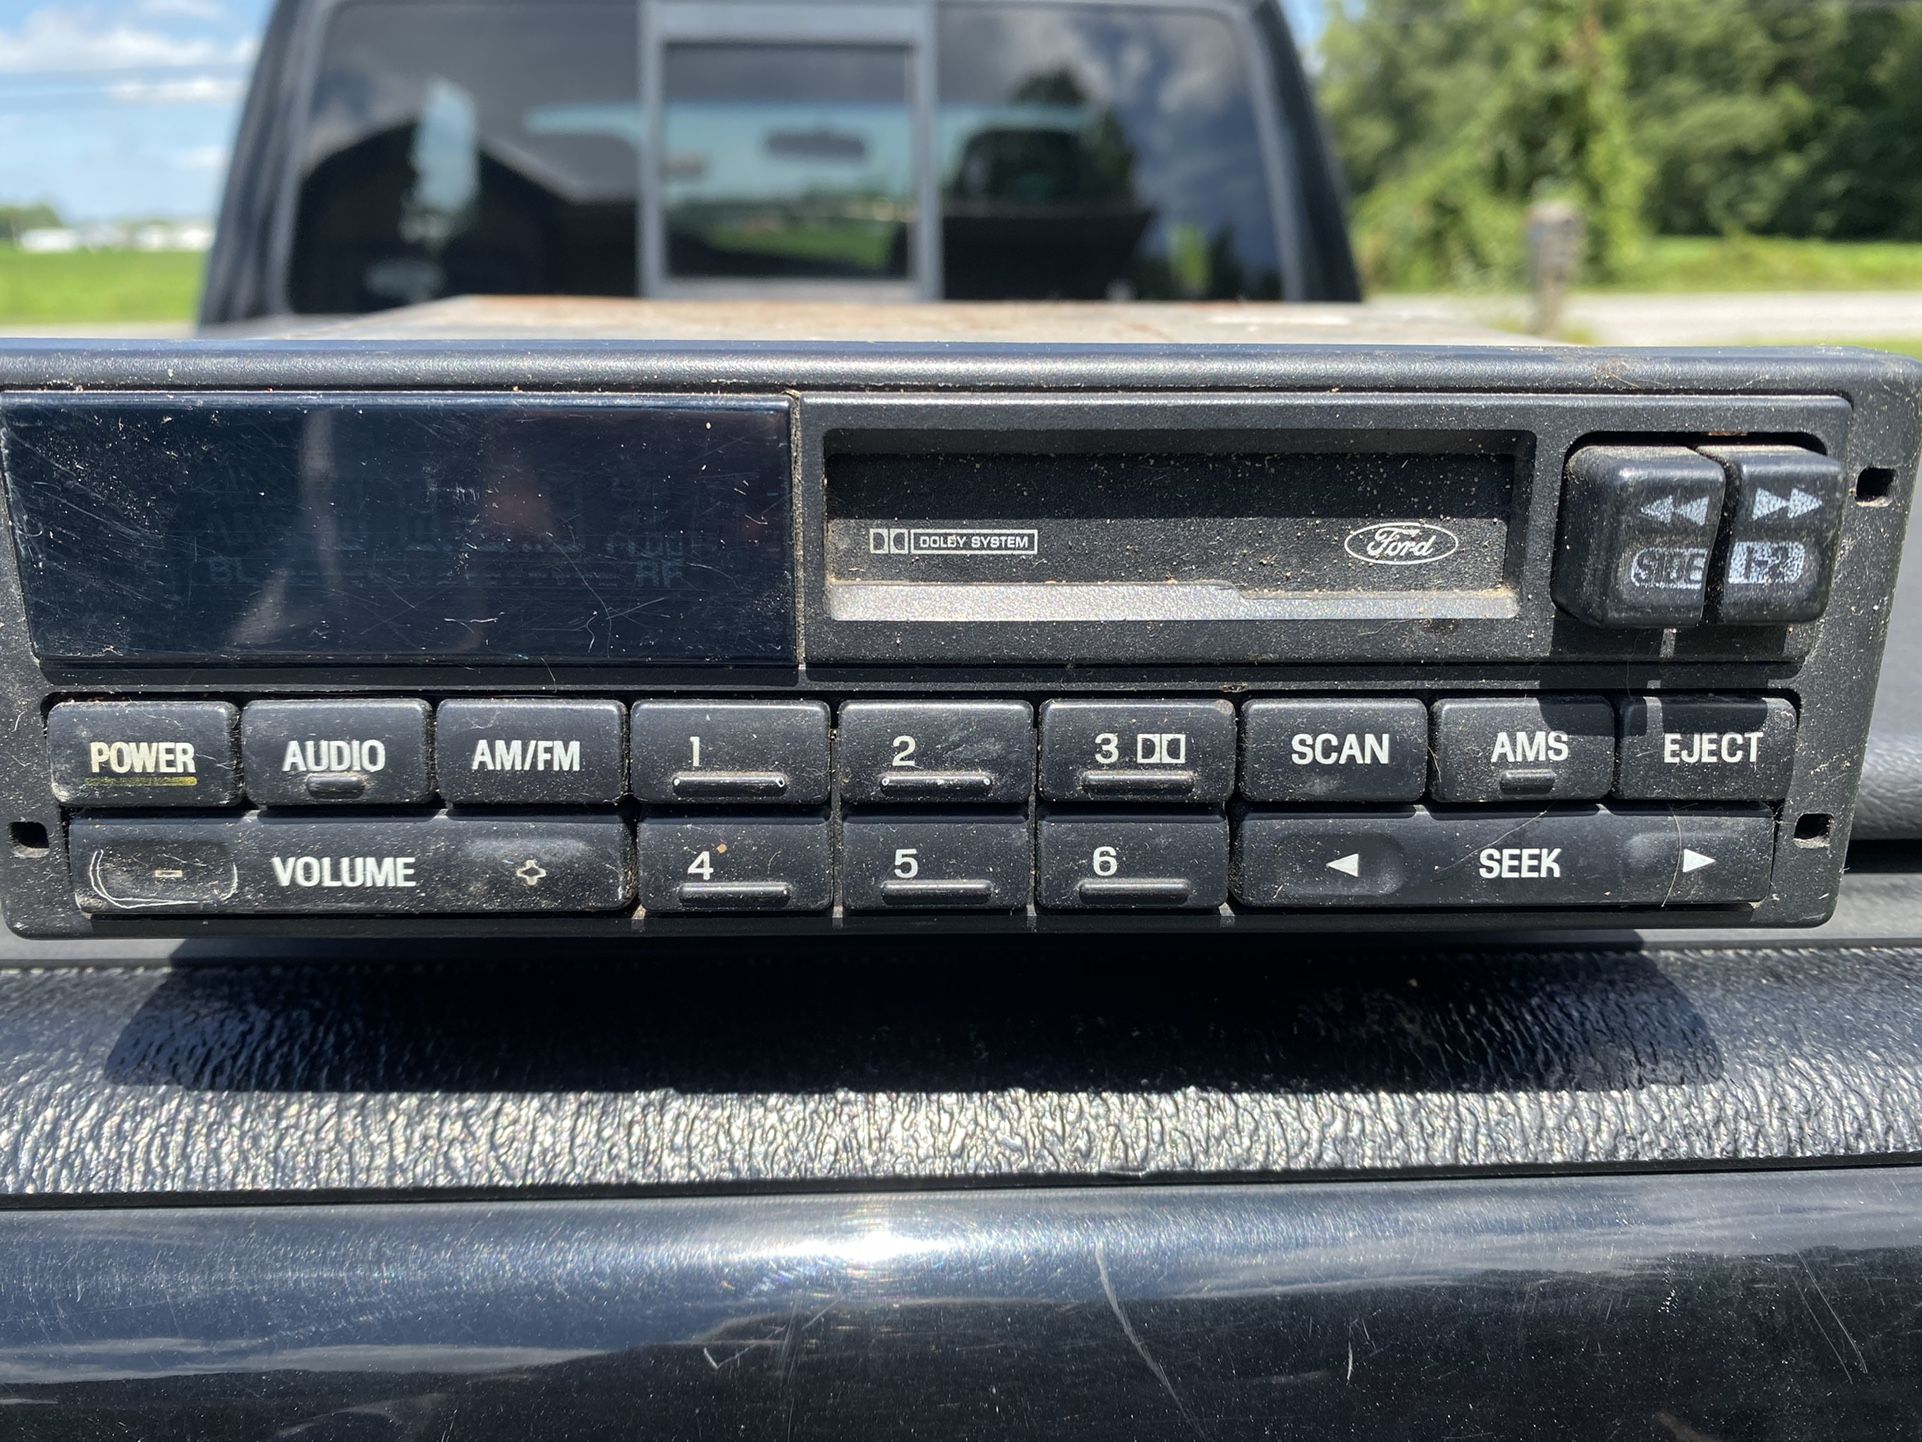 DOLBY SYSTEM
Ford
POWER AUDIO AM/FM 1 2 3 SCAN AMS EJECT
- VOLUME + 4 5 6 ◀ SEEK ▶